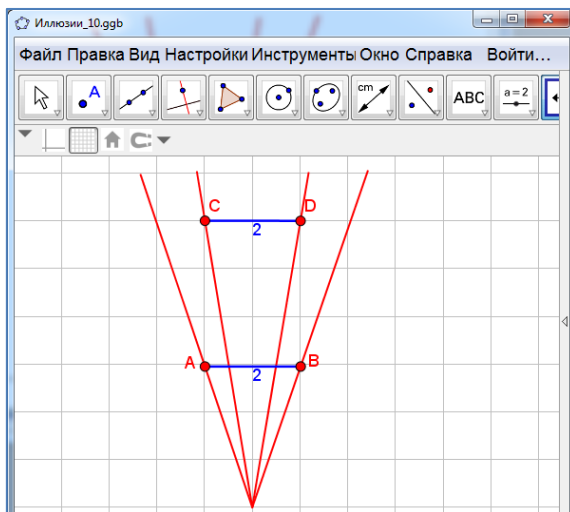 Иллюзии_10.ggb
Файл Правка Вид Настройки Инструменты Окно Справка Войти...
A
cm
ABC
a = 2
C D
2
A B
2